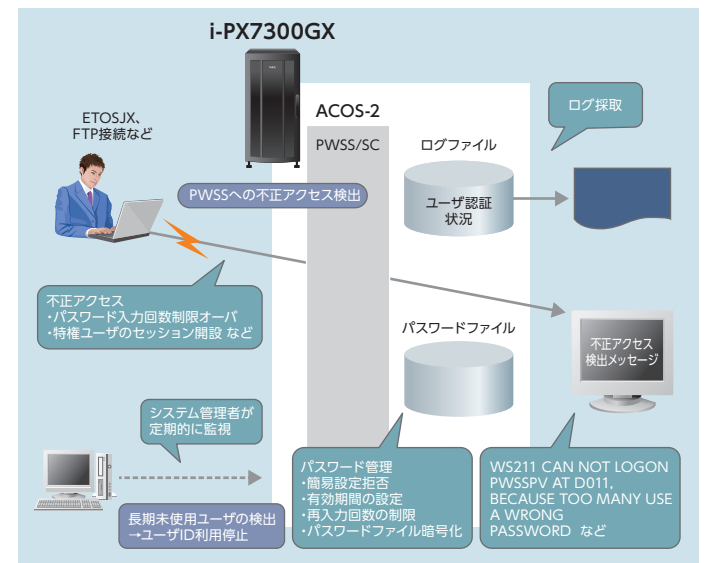 i-PX7300GX
ACOS-2
PWSS/SC
ETOSJX、
FTP接続など
PWSSへの不正アクセス検出
ログファイル
ユーザ認証
状況
ログ採取
不正アクセス
・パスワード入力回数制限オーバ
・特権ユーザのセッション開設 など
パスワードファイル
不正アクセス
検出メッセージ
システム管理者が
定期的に監視
長期未使用ユーザの検出
→ユーザID利用停止
パスワード管理
・簡易設定拒否
・有効期間の設定
・再入力回数の制限
・パスワードファイル暗号化
WS211 CAN NOT LOGON
PWSSPV AT D011,
BECAUSE TOO MANY USE
A WRONG
PASSWORD など